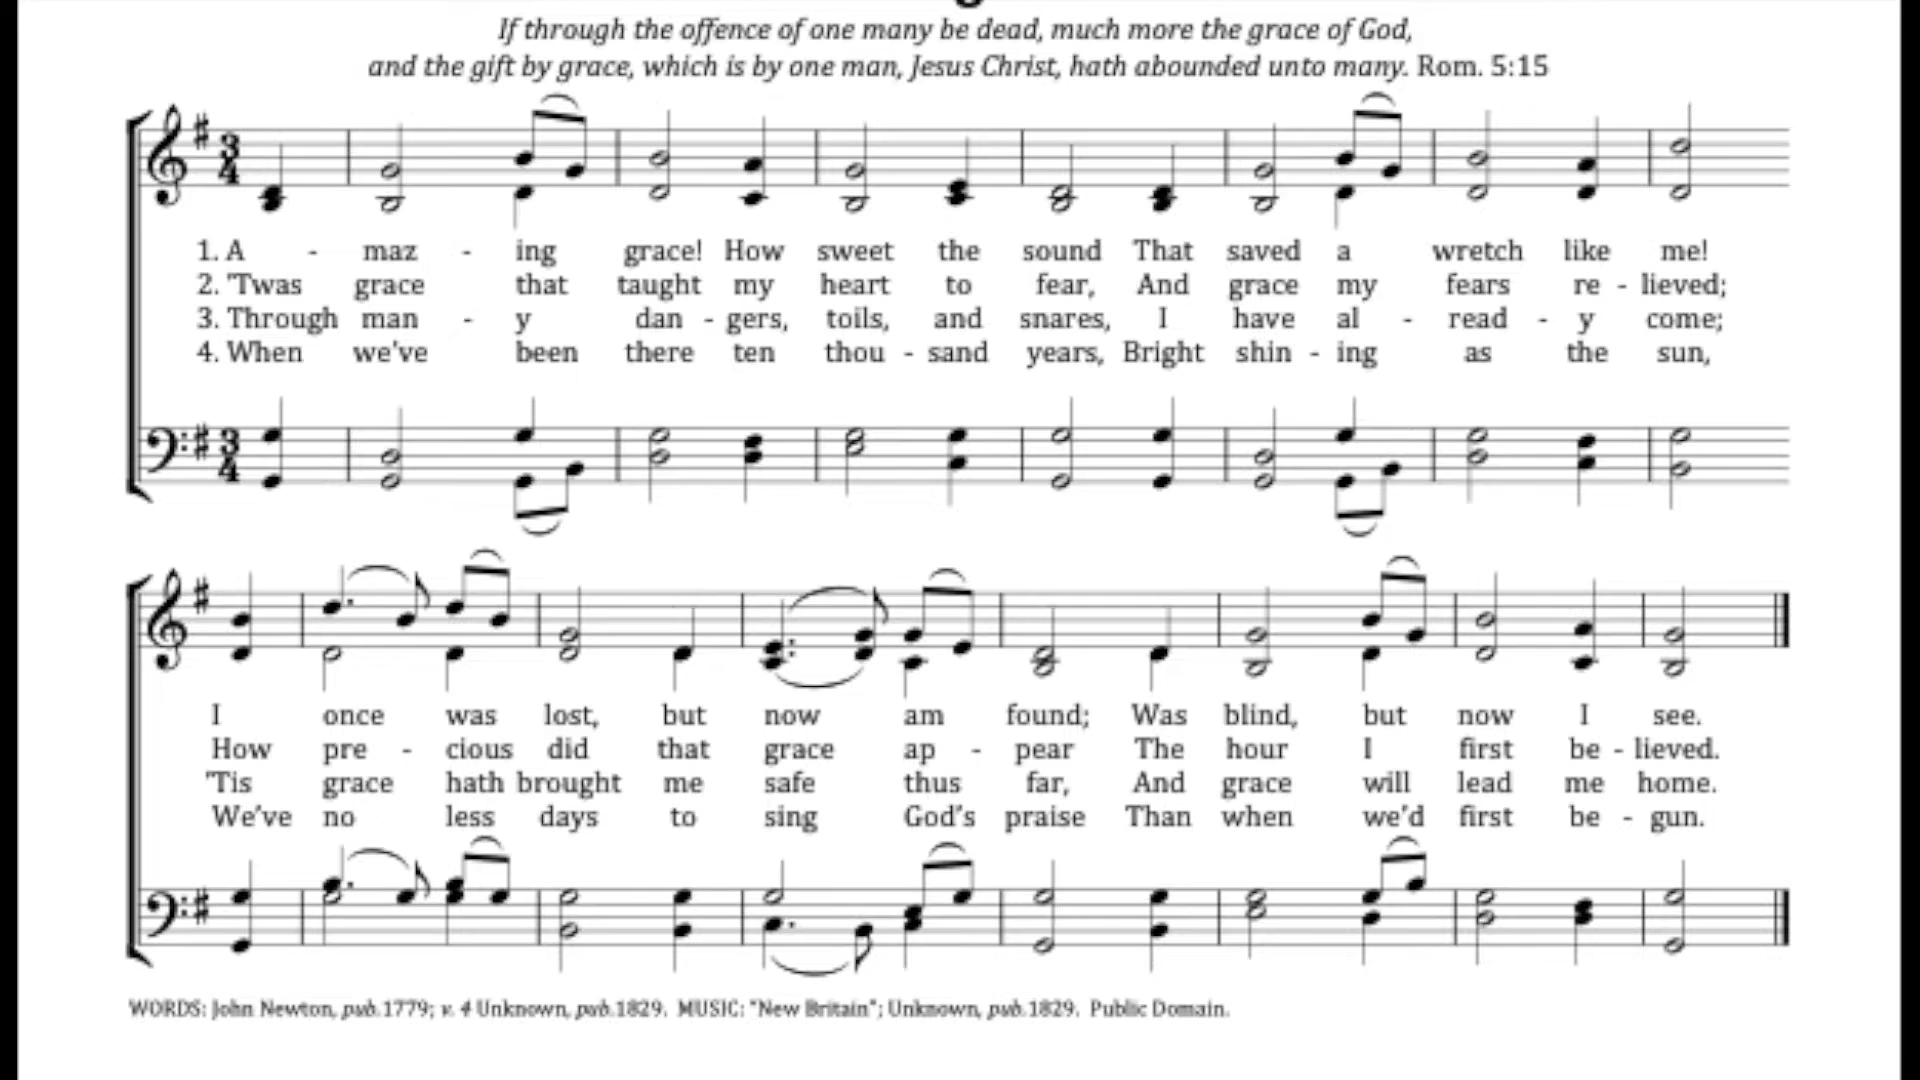 If through the offence of one many be dead, much more the grace of God,
and the gift by grace, which is by one man, Jesus Christ, hath abounded unto many. Rom. 5:15
3
4
1. A - maz - ing grace! How sweet the sound That saved a wretch like me!
2. 'Twas grace that taught my heart to fear, And grace my fears re - lieved;
3. Through man - y dan - gers, toils, and snares, I have al - read - y come;
4. When we've been there ten thou - sand years, Bright shin - ing as the sun,
3
4
I once was lost, but now am found; Was blind, but now I see.
How pre - cious did that grace ap - pear The hour I first be - lieved.
'Tis grace hath brought me safe thus far, And grace will lead me home.
We've no less days to sing God's praise Than when we'd first be - gun.
WORDS: John Newton, pub.1779; v. 4 Unknown, pub.1829. MUSIC: "New Britain"; Unknown, pub.1829. Public Domain.